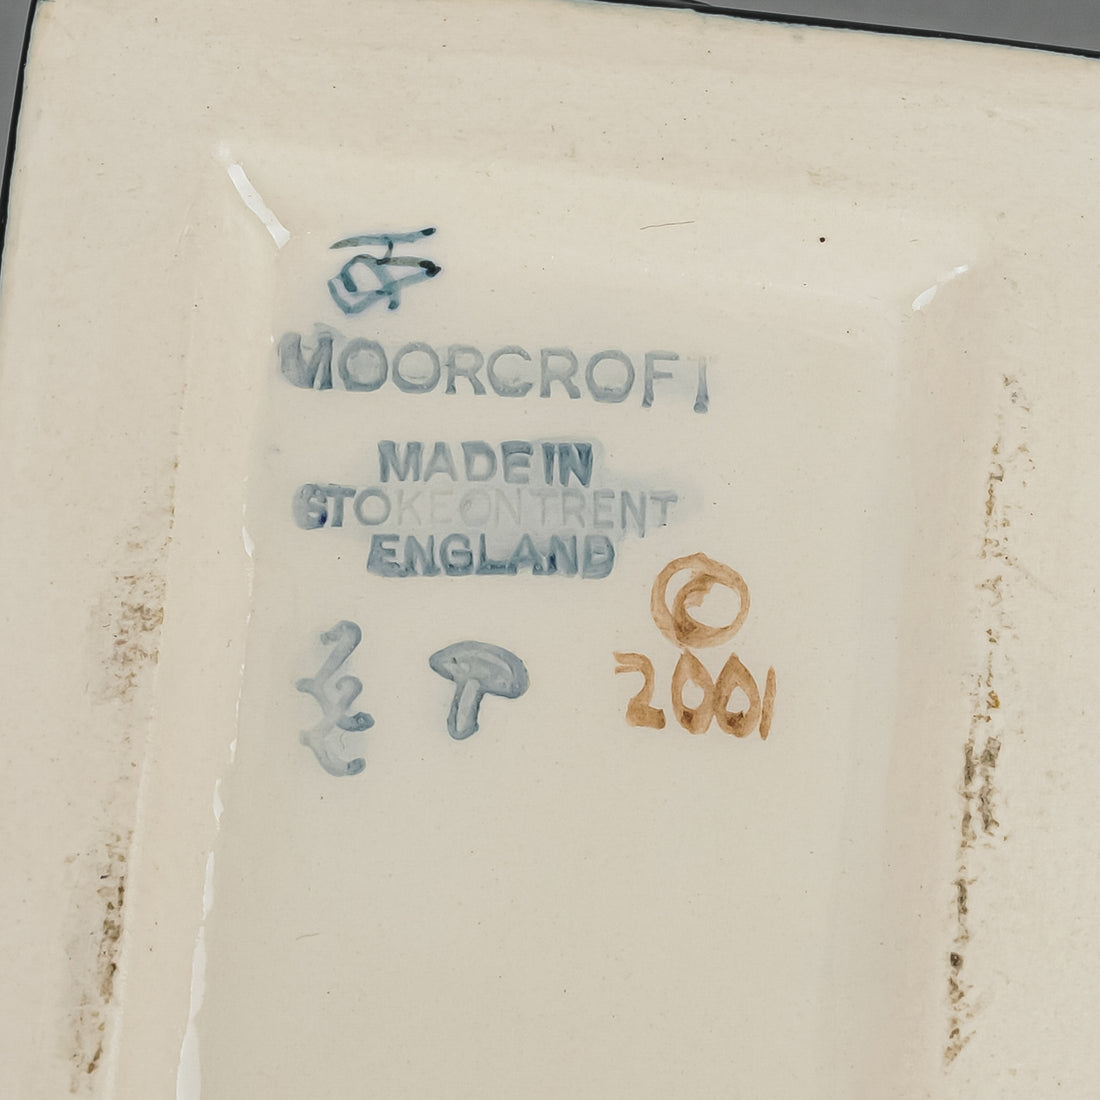 MOORCROFT
MADE IN
STOKE ON TRENT
ENGLAND
©
2001